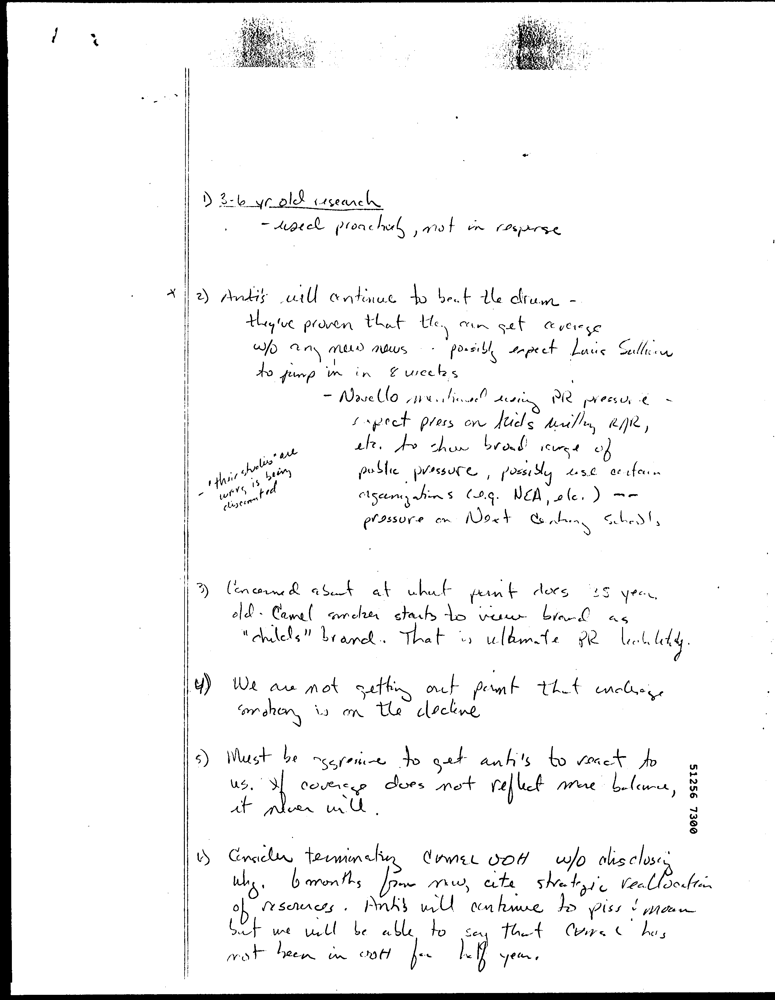 1) 3-6 yr old research
- used proactively, not in response
* 2) Anti's will continue to beat the drum -
they've proven that they can get coverage
w/o any new news. possibly expect Louis Sullivan
to jump in in 8 weeks
- Novello mentioned using PR pressure -
expect press on kids writing RJR,
etc. to show broad range of
public pressure, possibly use certain
organizations (e.g. NEA, etc.) --
pressure on Next Century Schools
- "their studies" are
wrong is being
discounted
3) Concerned about at what point does 25 year
old Camel smoker starts to view brand as
"childs" brand. That is ultimate PR liability.
4) We are not getting out point that underage
smoking is on the decline
5) Must be aggressive to get anti's to react to
us. If coverage does not reflect more balance,
it never will.
6) Consider terminating CAMEL OOH w/o disclosing
why. 6 months from now, cite strategic reallocation
of resources. Anti's will continue to piss & moan
but we will be able to say that Camel has
not been in OOH for half year.
51256 7300